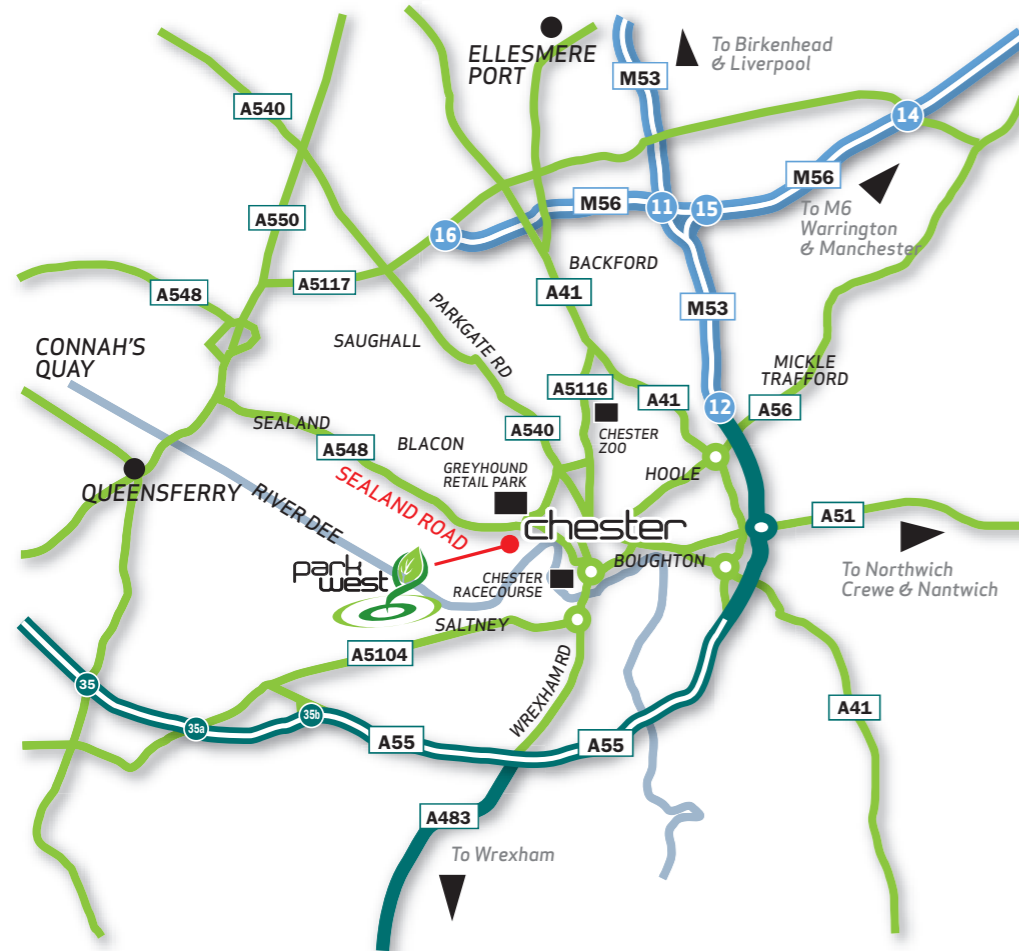 ELLESMERE
PORT
To Birkenhead
& Liverpool
M53
A540
14
M56
M56
11
15
To M6
Warrington
& Manchester
A550
16
BACKFORD
A5117
A548
A41
M53
PARKGATE RD
SAUGHALL
CONNAH'S
QUAY
MICKLE
TRAFFORD
A5116
A41
12
A56
SEALAND
A540
CHESTER
ZOO
BLACON
A548
GREYHOUND
RETAIL PARK
HOOLE
QUEENSFERRY
RIVER DEE
SEALAND ROAD
chester
A51
BOUGHTON
To Northwich
Crewe & Nantwich
park
west
CHESTER
RACECOURSE
SALTNEY
A5104
WREXHAM RD
35
35a
35b
A55
A55
A41
A483
To Wrexham